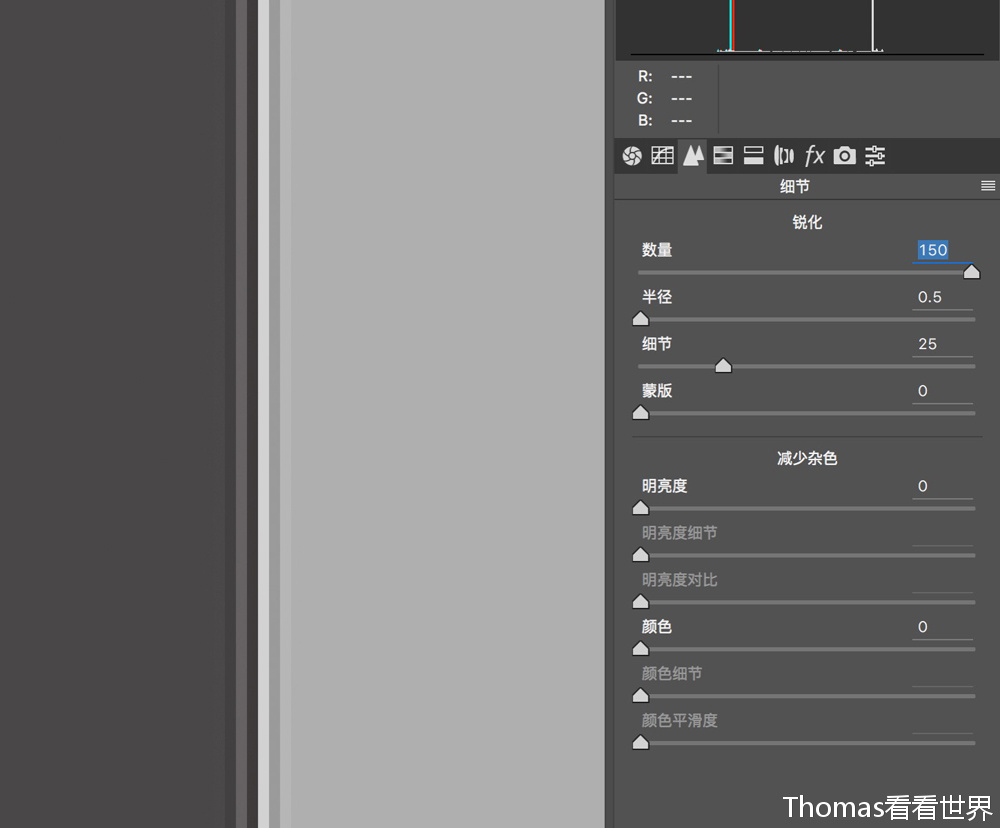 R: ---
G: ---
B: ---
fx
细节
锐化
数量 150
半径 0.5
细节 25
蒙版 0
减少杂色
明亮度 0
明亮度细节
明亮度对比
颜色 0
颜色细节
颜色平滑度
Thomas看看世界